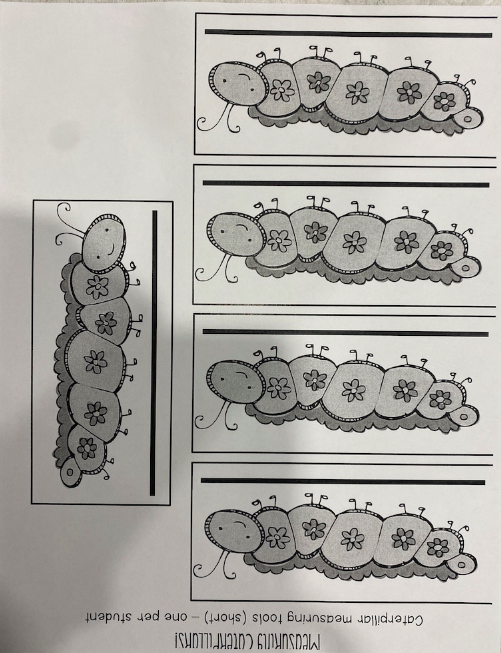 Measuring Caterpillars!
Caterpillar measuring tools (short) – one per student